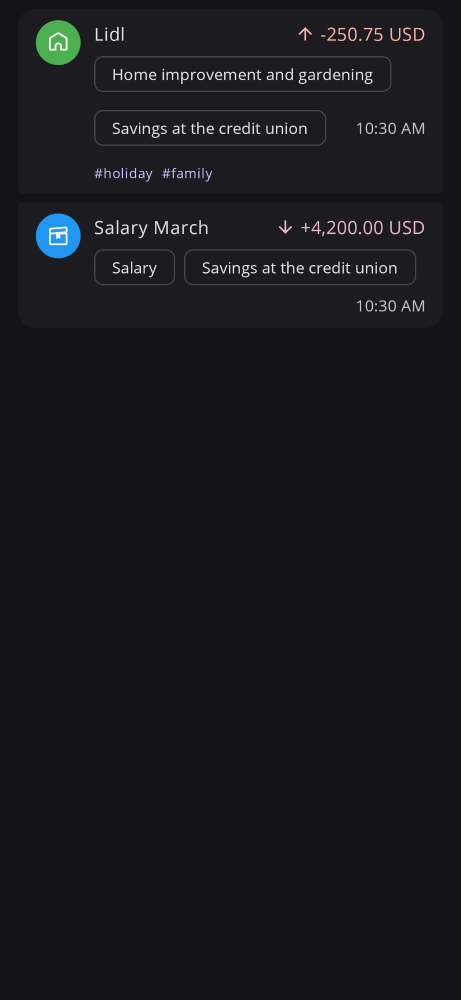 Lidl -250.75 USD
Home improvement and gardening
Savings at the credit union 10:30 AM
#holiday #family
Salary March +4,200.00 USD
Salary Savings at the credit union
10:30 AM